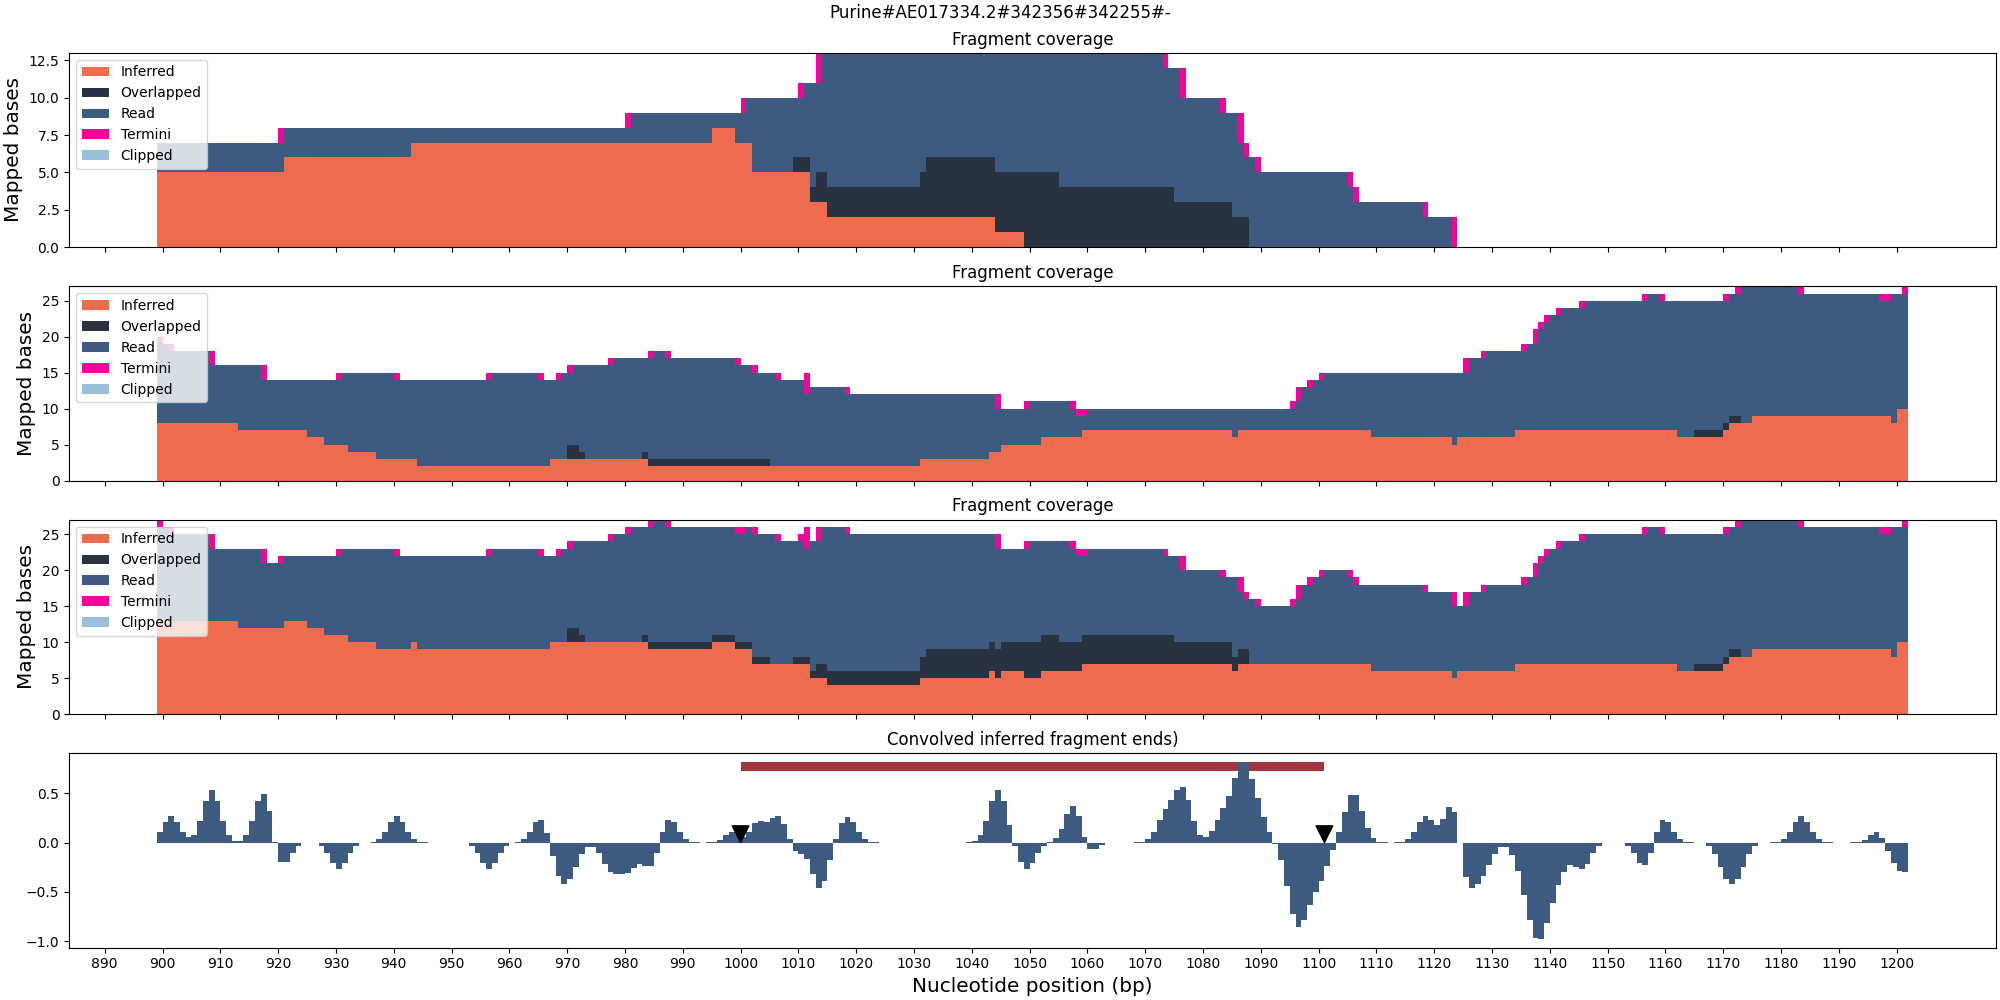 Purine#AE017334.2#342356#342255#-
Fragment coverage
Mapped bases
12.5
10.0
7.5
5.0
2.5
0.0
Inferred
Overlapped
Read
Termini
Clipped
Fragment coverage
Mapped bases
25
20
15
10
5
0
Inferred
Overlapped
Read
Termini
Clipped
Fragment coverage
Mapped bases
25
20
15
10
5
0
Inferred
Overlapped
Read
Termini
Clipped
Convolved inferred fragment ends)
0.5
0.0
−0.5
−1.0
890 900 910 920 930 940 950 960 970 980 990 1000 1010 1020 1030 1040 1050 1060 1070 1080 1090 1100 1110 1120 1130 1140 1150 1160 1170 1180 1190 1200
Nucleotide position (bp)